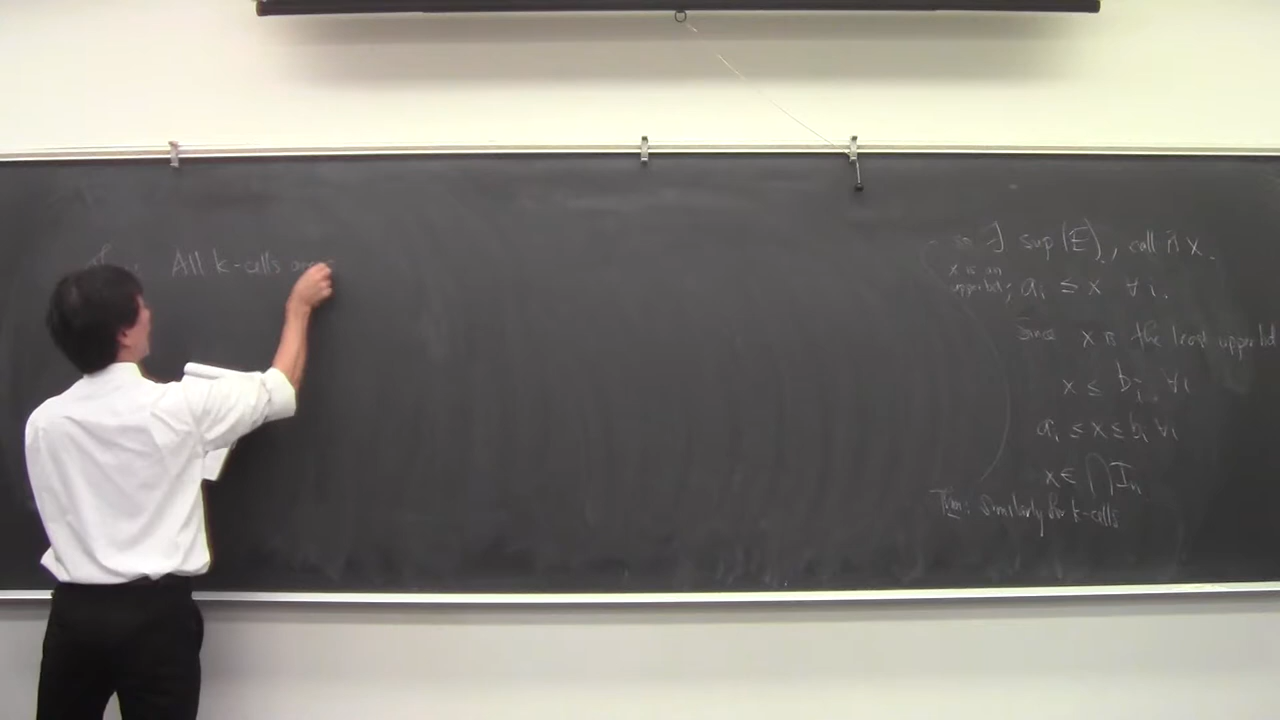 All k-cells are
so ∃ sup(E), call it x.
x is an
upper bd; aᵢ ≤ x ∀i.
Since x is the least upper bd
x ≤ bᵢ ∀i
aᵢ ≤ x ≤ bᵢ ∀i
x ∈ ⋂ Iₙ
Thm: Similarly for k-cells